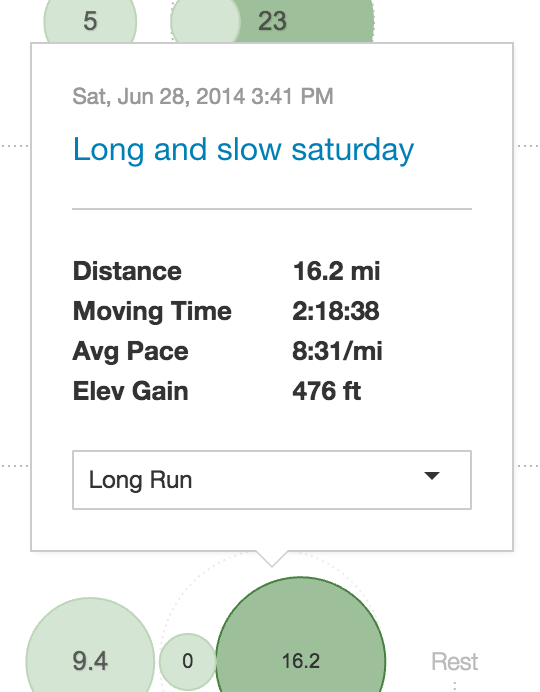 5 23
Sat, Jun 28, 2014 3:41 PM
Long and slow saturday
Distance 16.2 mi
Moving Time 2:18:38
Avg Pace 8:31/mi
Elev Gain 476 ft
Long Run
9.4 0 16.2 Rest